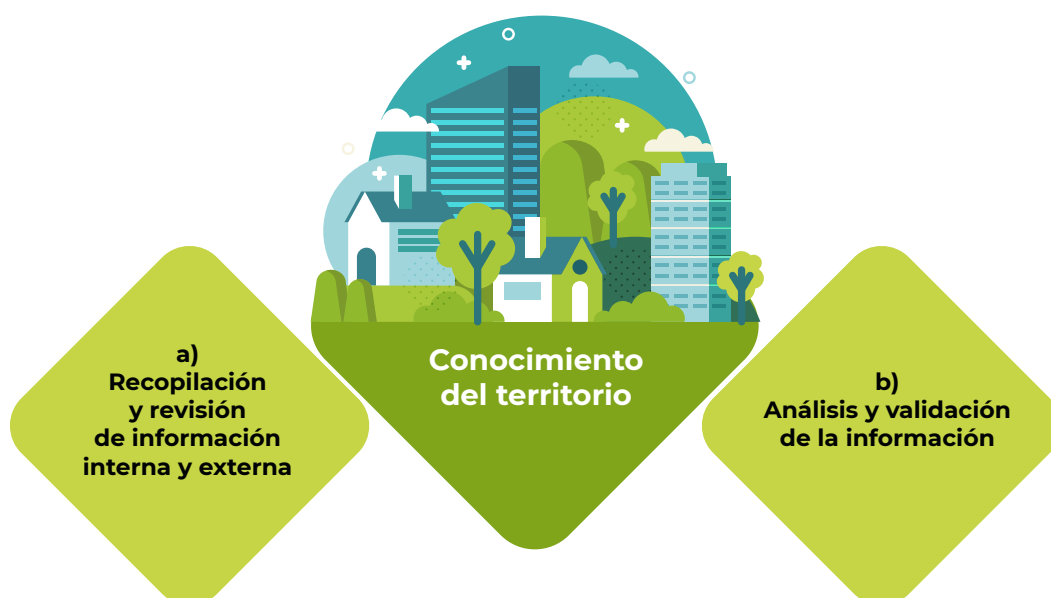 a)
Recopilación
y revisión
de información
interna y externa
Conocimiento
del territorio
b)
Análisis y validación
de la información